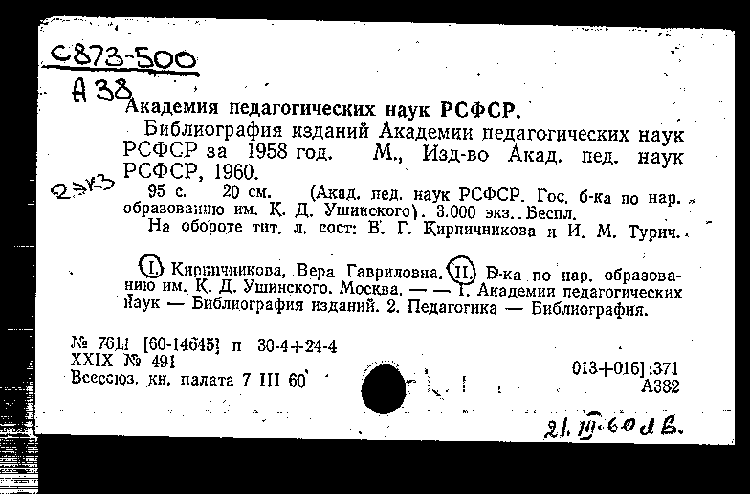 С873-500
А 38
Академия педагогических наук РСФСР.
Библиография изданий Академии педагогических наук
РСФСР за 1958 год. М., Изд-во Акад. пед. наук
РСФСР, 1960.
2 экз
95 с. 20 см. (Акад. пед. наук РСФСР. Гос. б-ка по нар.
образованию им. К. Д. Ушинского). 3.000 экз.. Беспл.
На обороте тит. л. сост: В. Г. Кирпичникова и И. М. Турич.
I. Кирпичникова, Вера Гавриловна. II. Б-ка по нар. образова-
нию им. К. Д. Ушинского. Москва. — — 1. Академии педагогических
наук — Библиография изданий. 2. Педагогика — Библиография.
№ 7611 [60-14645] п 30-4+24-4
XXIX № 491
Всесоюз. кн. палата 7 III 60
013+016]:371
А382
21.III.60